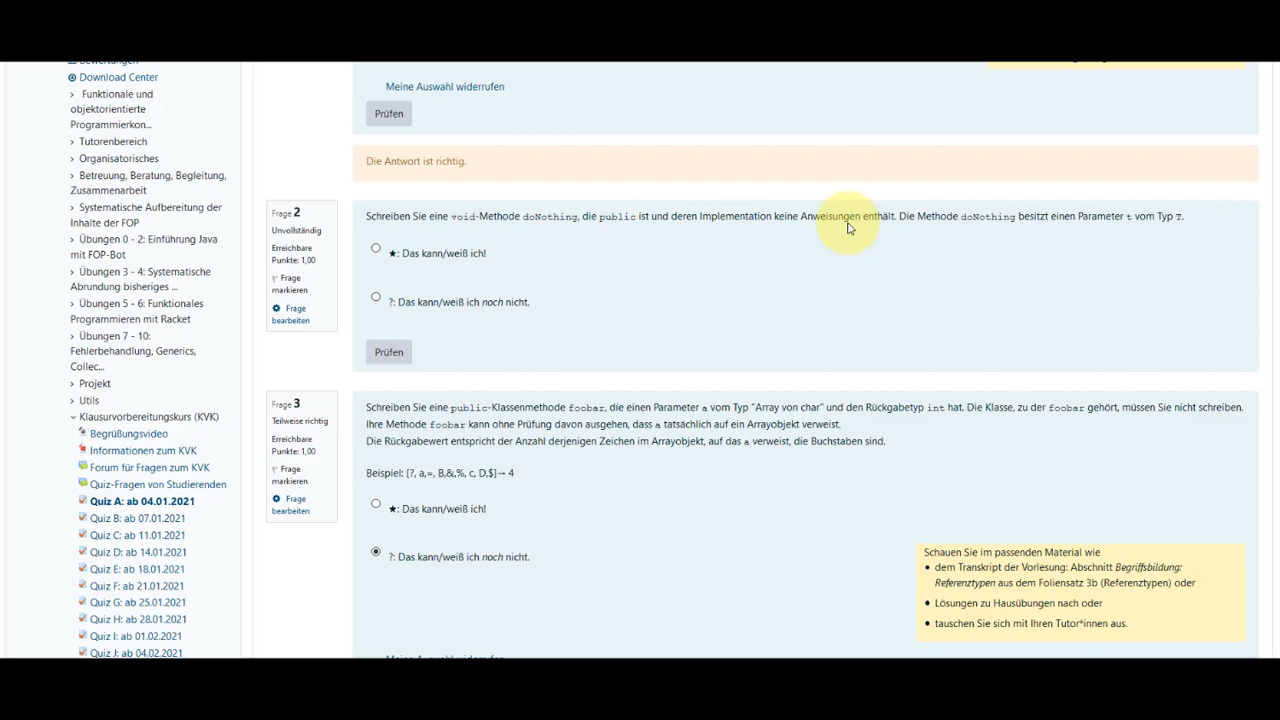 Bewertungen
Download Center
Funktionale und
objektorientierte
Programmierkon...
Tutorenbereich
Organisatorisches
Betreuung, Beratung, Begleitung,
Zusammenarbeit
Systematische Aufbereitung der
Inhalte der FOP
Übungen 0 - 2: Einführung Java
mit FOP-Bot
Übungen 3 - 4: Systematische
Abrundung bisheriges ...
Übungen 5 - 6: Funktionales
Programmieren mit Racket
Übungen 7 - 10:
Fehlerbehandlung, Generics,
Collec...
Projekt
Utils
Klausurvorbereitungskurs (KVK)
Begrüßungsvideo
Informationen zum KVK
Forum für Fragen zum KVK
Quiz-Fragen von Studierenden
Quiz A: ab 04.01.2021
Quiz B: ab 07.01.2021
Quiz C: ab 11.01.2021
Quiz D: ab 14.01.2021
Quiz E: ab 18.01.2021
Quiz F: ab 21.01.2021
Quiz G: ab 25.01.2021
Quiz H: ab 28.01.2021
Quiz I: ab 01.02.2021
Quiz J: ab 04.02.2021
Meine Auswahl widerrufen
Prüfen
Die Antwort ist richtig.
Frage 2
Unvollständig
Erreichbare
Punkte: 1,00
Frage
markieren
Frage
bearbeiten
Schreiben Sie eine void-Methode doNothing, die public ist und deren Implementation keine Anweisungen enthält. Die Methode doNothing besitzt einen Parameter t vom Typ T.
★: Das kann/weiß ich!
?: Das kann/weiß ich noch nicht.
Prüfen
Frage 3
Teilweise richtig
Erreichbare
Punkte: 1,00
Frage
markieren
Frage
bearbeiten
Schreiben Sie eine public-Klassenmethode foobar, die einen Parameter a vom Typ "Array von char" und den Rückgabetyp int hat. Die Klasse, zu der foobar gehört, müssen Sie nicht schreiben.
Ihre Methode foobar kann ohne Prüfung davon ausgehen, dass a tatsächlich auf ein Arrayobjekt verweist.
Die Rückgabewert entspricht der Anzahl derjenigen Zeichen im Arrayobjekt, auf das a verweist, die Buchstaben sind.
Beispiel: [?, a,=, B,&,%, c, D,$]→ 4
★: Das kann/weiß ich!
?: Das kann/weiß ich noch nicht.
Schauen Sie im passenden Material wie
• dem Transkript der Vorlesung: Abschnitt Begriffsbildung:
Referenztypen aus dem Foliensatz 3b (Referenztypen) oder
• Lösungen zu Hausübungen nach oder
• tauschen Sie sich mit Ihren Tutor*innen aus.
Meine Auswahl widerrufen